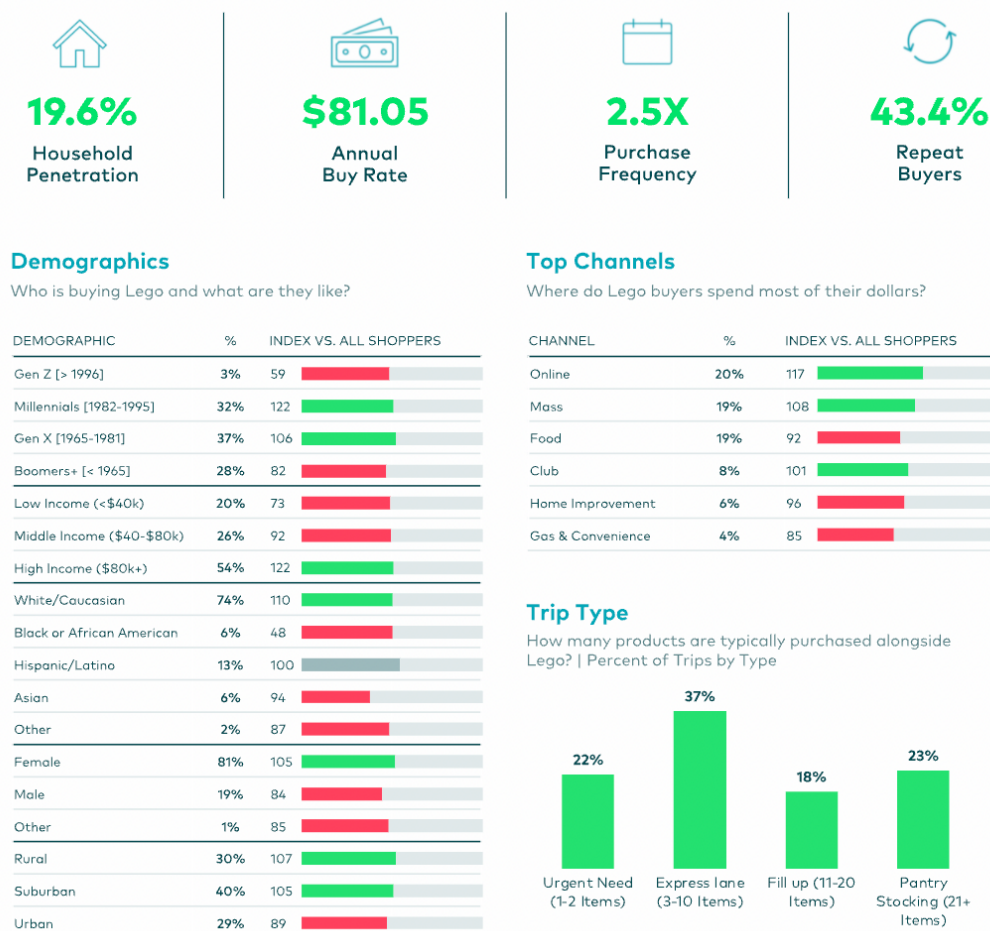 19.6%
Household
Penetration
$81.05
Annual
Buy Rate
2.5X
Purchase
Frequency
43.4%
Repeat
Buyers
Demographics
Who is buying Lego and what are they like?
DEMOGRAPHIC % INDEX VS. ALL SHOPPERS
Gen Z [> 1996] 3% 59
Millennials [1982-1995] 32% 122
Gen X [1965-1981] 37% 106
Boomers+ [< 1965] 28% 82
Low Income (<$40k) 20% 73
Middle Income ($40-$80k) 26% 92
High Income ($80k+) 54% 122
White/Caucasian 74% 110
Black or African American 6% 48
Hispanic/Latino 13% 100
Asian 6% 94
Other 2% 87
Female 81% 105
Male 19% 84
Other 1% 85
Rural 30% 107
Suburban 40% 105
Urban 29% 89
Top Channels
Where do Lego buyers spend most of their dollars?
CHANNEL % INDEX VS. ALL SHOPPERS
Online 20% 117
Mass 19% 108
Food 19% 92
Club 8% 101
Home Improvement 6% 96
Gas & Convenience 4% 85
Trip Type
How many products are typically purchased alongside
Lego? | Percent of Trips by Type
22%
37%
18%
23%
Urgent Need
(1-2 Items)
Express lane
(3-10 Items)
Fill up (11-20
Items)
Pantry
Stocking (21+
Items)